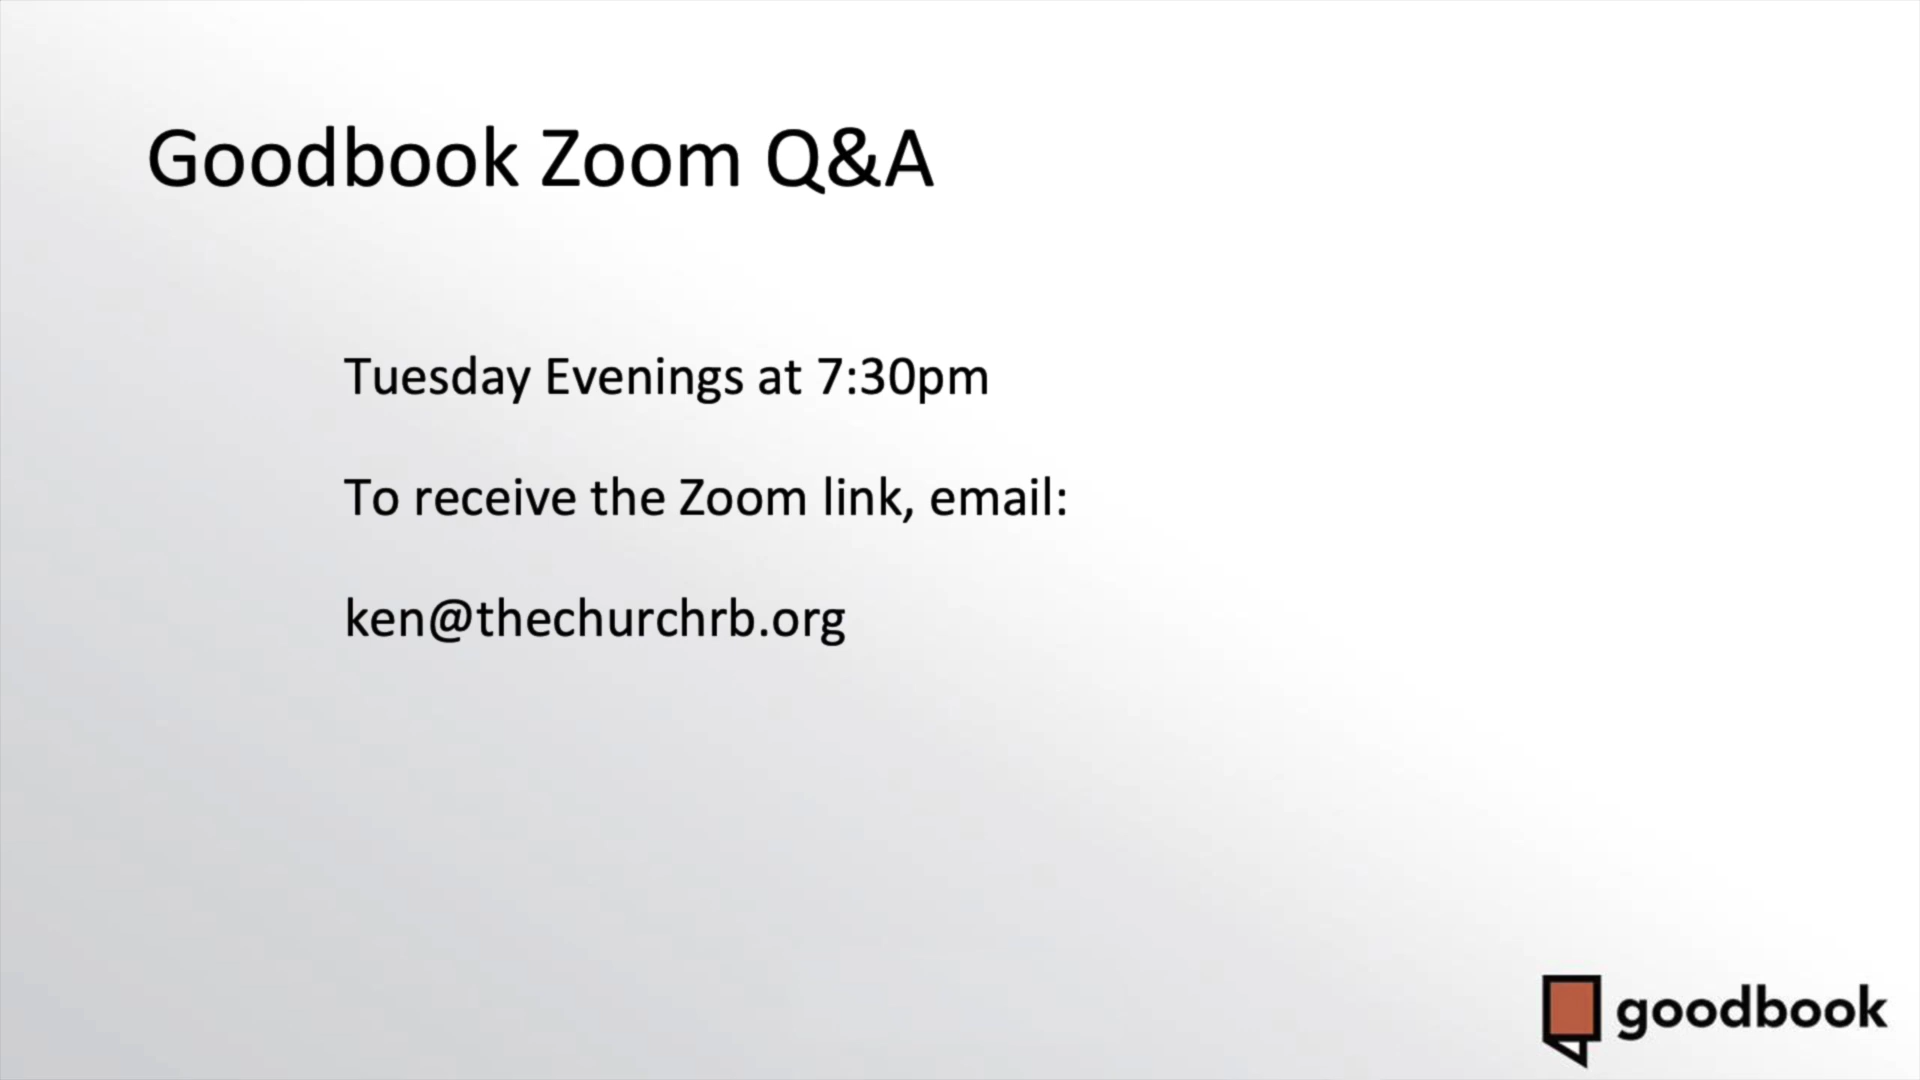 Goodbook Zoom Q&A
Tuesday Evenings at 7:30pm
To receive the Zoom link, email:
ken@thechurchrb.org
goodbook